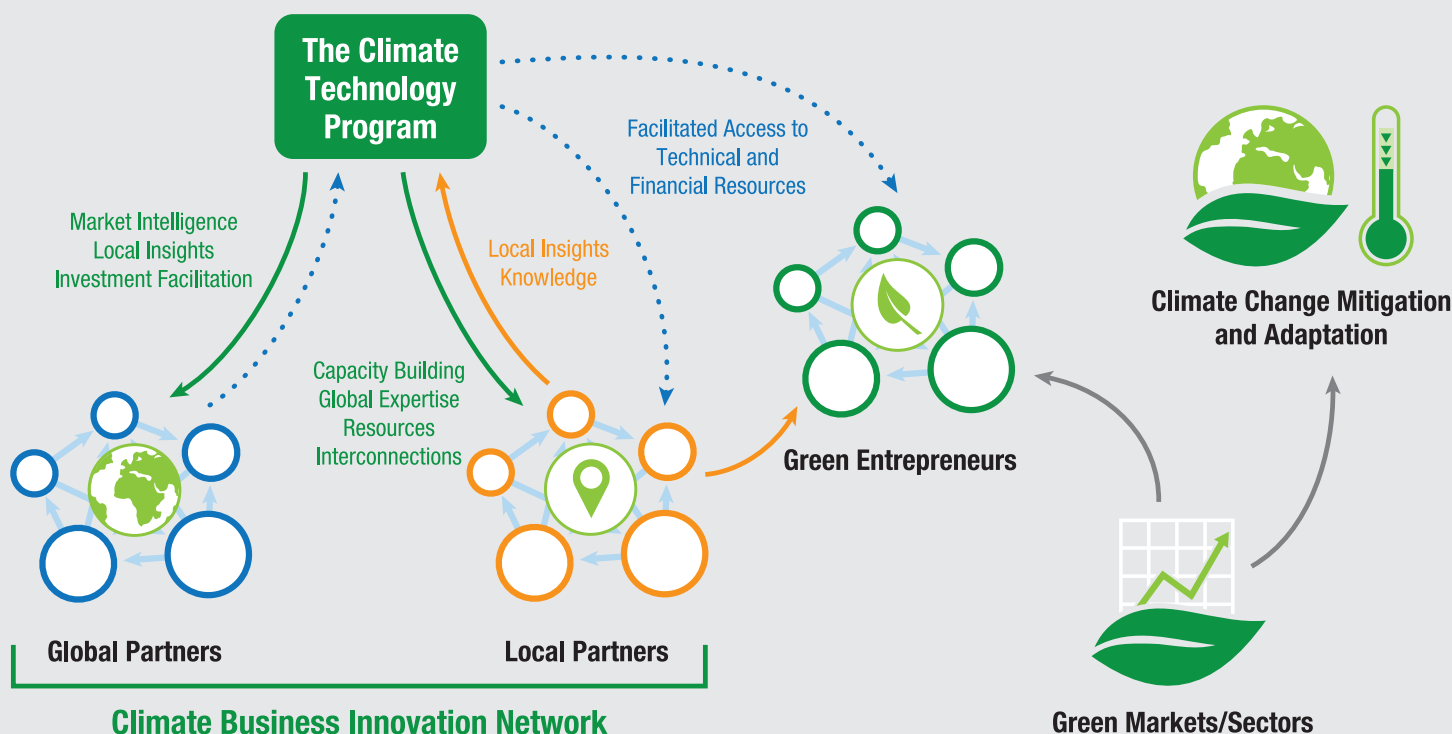 The Climate
Technology
Program
Facilitated Access to
Technical and
Financial Resources
Market Intelligence
Local Insights
Investment Facilitation
Local Insights
Knowledge
Capacity Building
Global Expertise
Resources
Interconnections
Climate Change Mitigation
and Adaptation
Green Entrepreneurs
Global Partners
Local Partners
Climate Business Innovation Network
Green Markets/Sectors